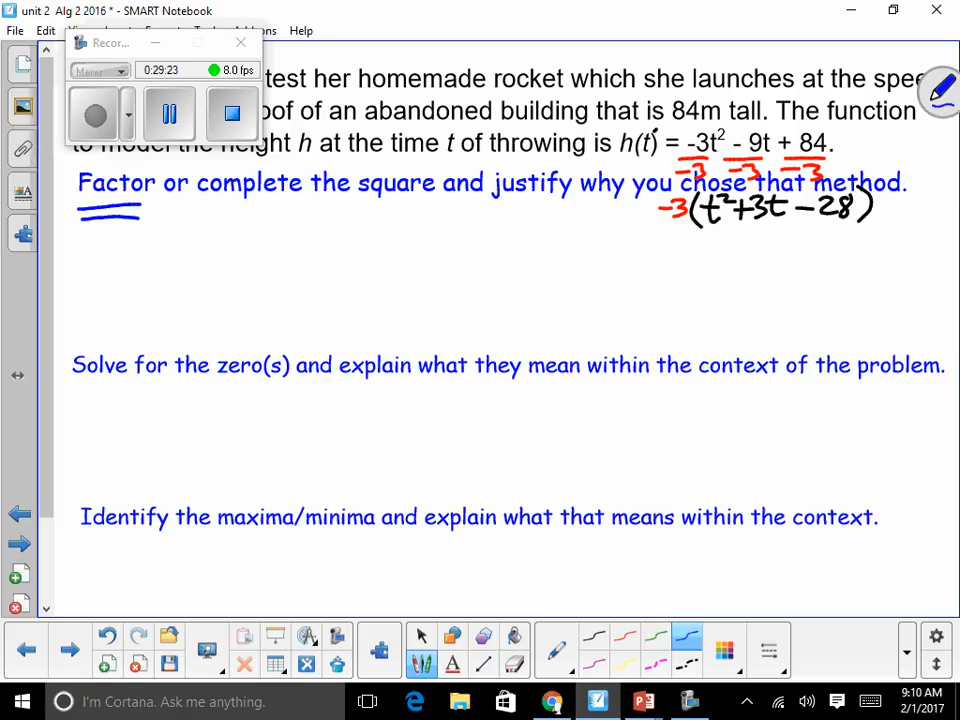 unit 2 Alg 2 2016 * - SMART Notebook
File Edit Add-ons Help
Recor...
Menu 0:29:23 8.0 fps
test her homemade rocket which she launches at the spee
oof of an abandoned building that is 84m tall. The function
to model the height h at the time t of throwing is h(t) = -3t² - 9t + 84.
-3 -3 -3
Factor or complete the square and justify why you chose that method.
-3(t²+3t-28)
Solve for the zero(s) and explain what they mean within the context of the problem.
Identify the maxima/minima and explain what that means within the context.
I'm Cortana. Ask me anything.
9:10 AM
2/1/2017